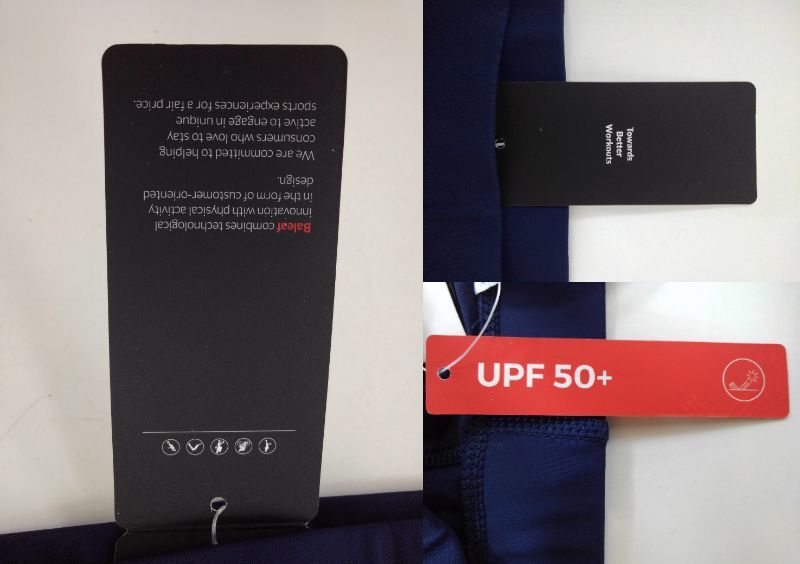 Baleaf combines technological
innovation with physical activity
in the form of customer-oriented
design.
We are committed to helping
consumers who love to stay
active to engage in unique
sports experiences for a fair price.
Towards
Better
Workouts
UPF 50+